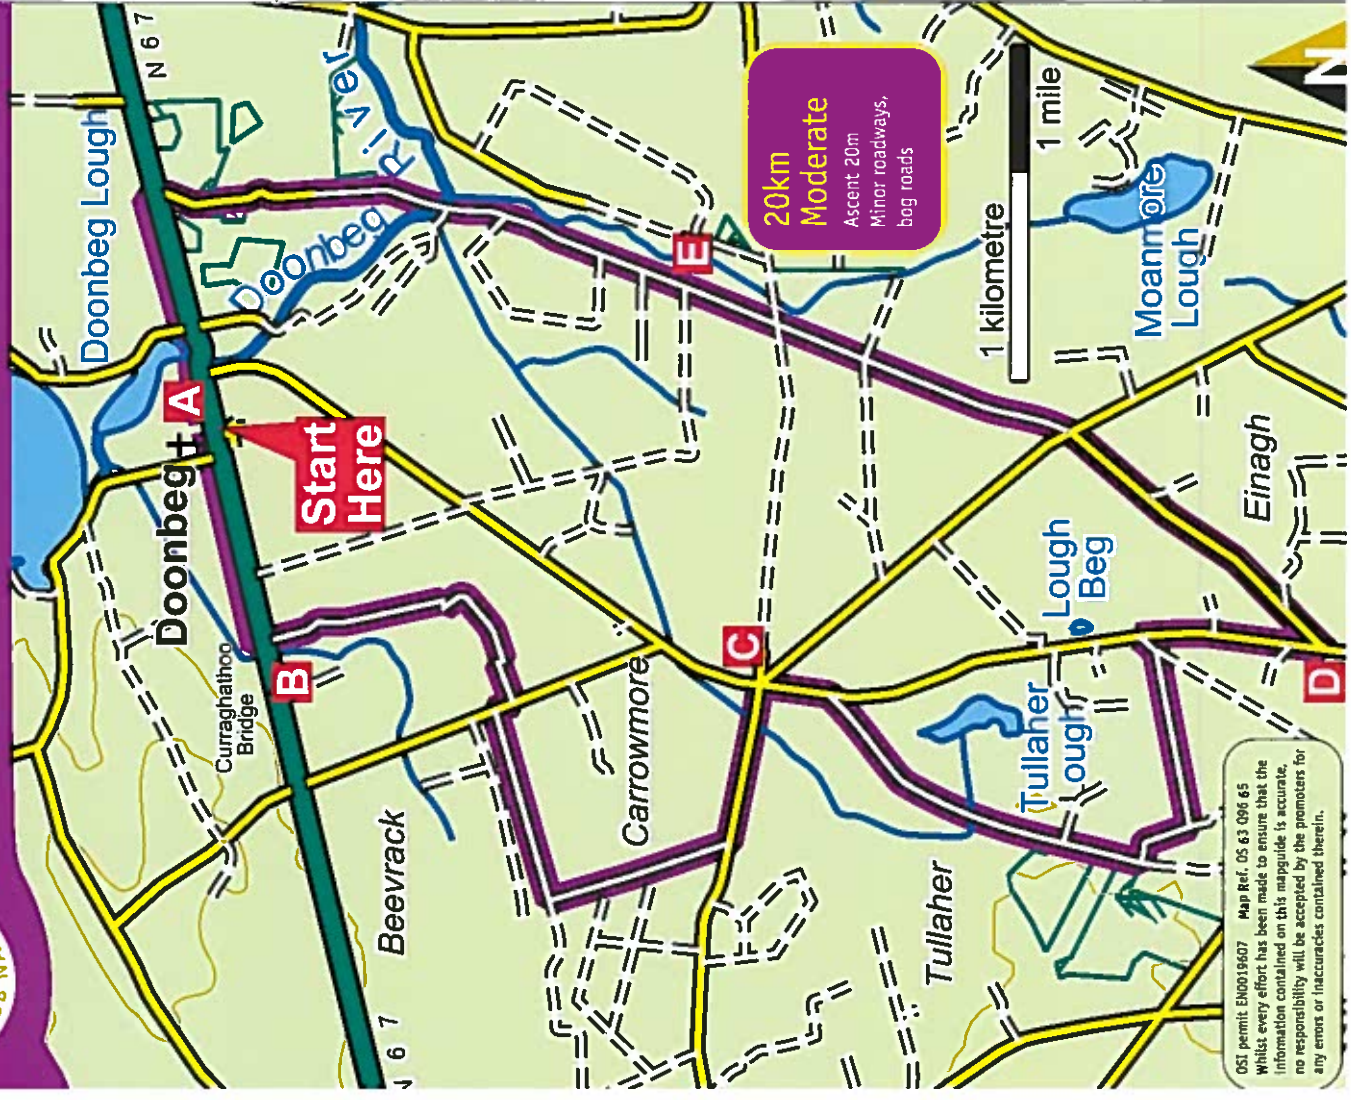 N 67
Doonbeg Lough
River
Doonbeg
A
Doonbeg
Start
Here
B
Curraghathoo
Bridge
E
20km
Moderate
Ascent 20m
Minor roadways,
bog roads
1 kilometre
1 mile
N
Moanmore
Lough
C
Carrowmore
Beevrack
N 67
Lough
Beg
Einagh
Tullaher
Lough
D
Tullaher
OSI permit EN0019607 Map Ref. OS 63 096 65
Whilst every effort has been made to ensure that the
information contained on this mapguide is accurate,
no responsibility will be accepted by the promoters for
any errors or inaccuracies contained therein.